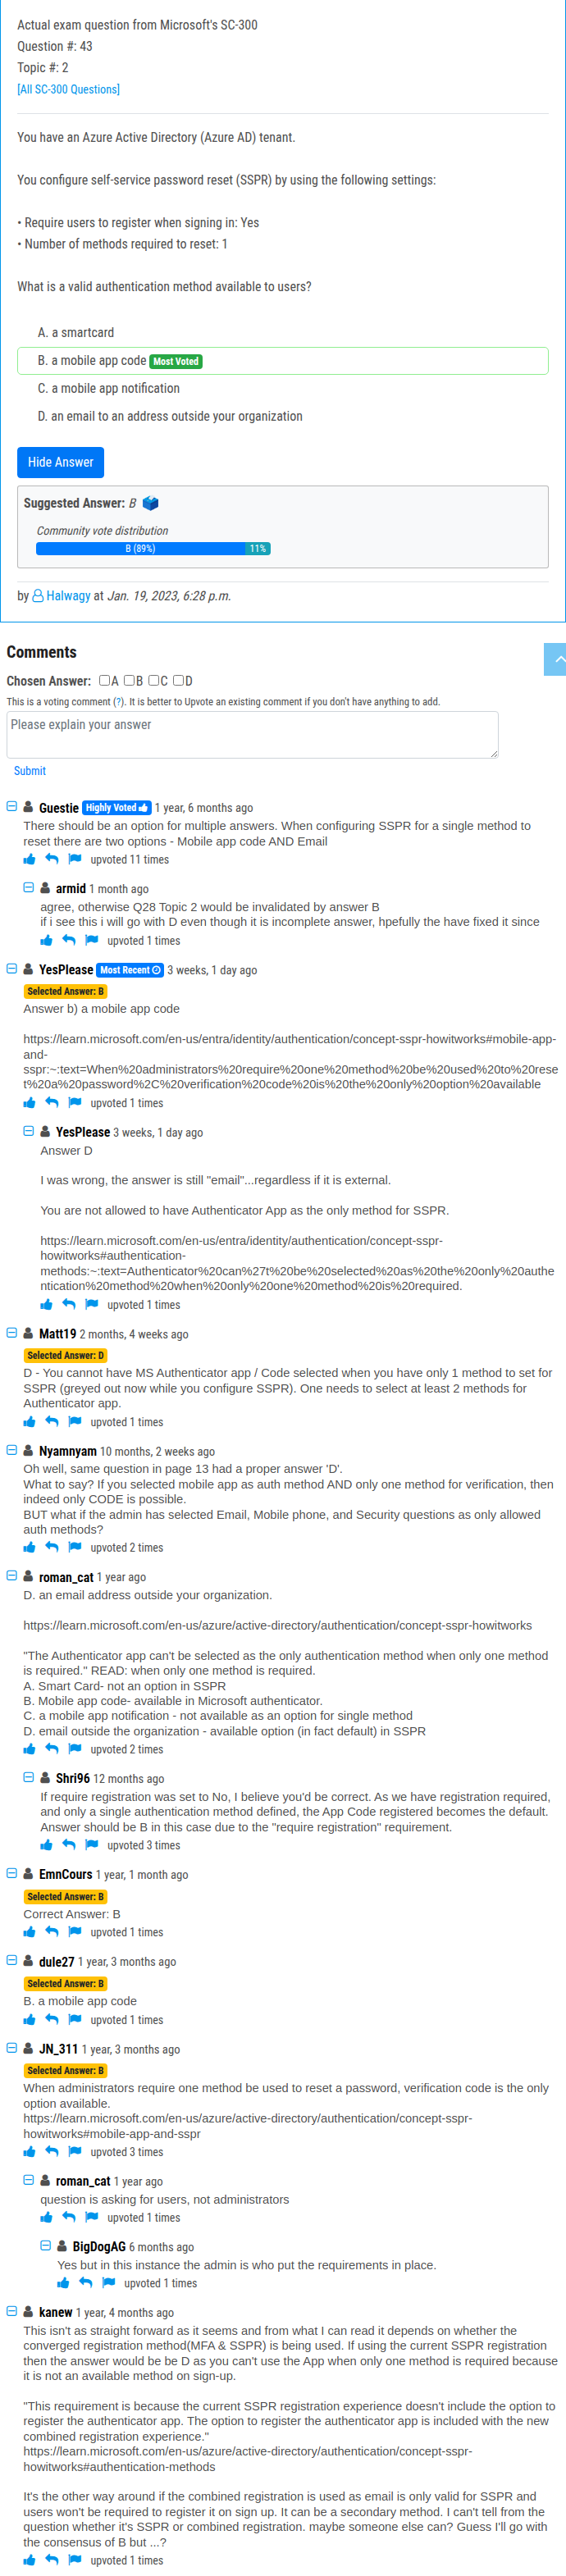 Actual exam question from Microsoft's SC-300
Question #: 43
Topic #: 2
[All SC-300 Questions]
You have an Azure Active Directory (Azure AD) tenant.
You configure self-service password reset (SSPR) by using the following settings:
• Require users to register when signing in: Yes
• Number of methods required to reset: 1
What is a valid authentication method available to users?
A. a smartcard
B. a mobile app code Most Voted
C. a mobile app notification
D. an email to an address outside your organization
Hide Answer
Suggested Answer: B
Community vote distribution
B (89%) 11%
by Halwagy at Jan. 19, 2023, 6:28 p.m.
Comments
Chosen Answer: A B C D
This is a voting comment (?). It is better to Upvote an existing comment if you don't have anything to add.
Please explain your answer
Submit
Guestie Highly Voted 1 year, 6 months ago
There should be an option for multiple answers. When configuring SSPR for a single method to
reset there are two options - Mobile app code AND Email
upvoted 11 times
armid 1 month ago
agree, otherwise Q28 Topic 2 would be invalidated by answer B
if i see this i will go with D even though it is incomplete answer, hpefully the have fixed it since
upvoted 1 times
YesPlease Most Recent 3 weeks, 1 day ago
Selected Answer: B
Answer b) a mobile app code
https://learn.microsoft.com/en-us/entra/identity/authentication/concept-sspr-howitworks#mobile-app-
and-
sspr:~:text=When%20administrators%20require%20one%20method%20be%20used%20to%20rese
t%20a%20password%2C%20verification%20code%20is%20the%20only%20option%20available
upvoted 1 times
YesPlease 3 weeks, 1 day ago
Answer D
I was wrong, the answer is still "email"...regardless if it is external.
You are not allowed to have Authenticator App as the only method for SSPR.
https://learn.microsoft.com/en-us/entra/identity/authentication/concept-sspr-
howitworks#authentication-
methods:~:text=Authenticator%20can%27t%20be%20selected%20as%20the%20only%20authe
ntication%20method%20when%20only%20one%20method%20is%20required.
upvoted 1 times
Matt19 2 months, 4 weeks ago
Selected Answer: D
D - You cannot have MS Authenticator app / Code selected when you have only 1 method to set for
SSPR (greyed out now while you configure SSPR). One needs to select at least 2 methods for
Authenticator app.
upvoted 1 times
Nyamnyam 10 months, 2 weeks ago
Oh well, same question in page 13 had a proper answer 'D'.
What to say? If you selected mobile app as auth method AND only one method for verification, then
indeed only CODE is possible.
BUT what if the admin has selected Email, Mobile phone, and Security questions as only allowed
auth methods?
upvoted 2 times
roman_cat 1 year ago
D. an email address outside your organization.
https://learn.microsoft.com/en-us/azure/active-directory/authentication/concept-sspr-howitworks
"The Authenticator app can't be selected as the only authentication method when only one method
is required." READ: when only one method is required.
A. Smart Card- not an option in SSPR
B. Mobile app code- available in Microsoft authenticator.
C. a mobile app notification - not available as an option for single method
D. email outside the organization - available option (in fact default) in SSPR
upvoted 2 times
Shri96 12 months ago
If require registration was set to No, I believe you'd be correct. As we have registration required,
and only a single authentication method defined, the App Code registered becomes the default.
Answer should be B in this case due to the "require registration" requirement.
upvoted 3 times
EmnCours 1 year, 1 month ago
Selected Answer: B
Correct Answer: B
upvoted 1 times
dule27 1 year, 3 months ago
Selected Answer: B
B. a mobile app code
upvoted 1 times
JN_311 1 year, 3 months ago
Selected Answer: B
When administrators require one method be used to reset a password, verification code is the only
option available.
https://learn.microsoft.com/en-us/azure/active-directory/authentication/concept-sspr-
howitworks#mobile-app-and-sspr
upvoted 3 times
roman_cat 1 year ago
question is asking for users, not administrators
upvoted 1 times
BigDogAG 6 months ago
Yes but in this instance the admin is who put the requirements in place.
upvoted 1 times
kanew 1 year, 4 months ago
This isn't as straight forward as it seems and from what I can read it depends on whether the
converged registration method(MFA & SSPR) is being used. If using the current SSPR registration
then the answer would be be D as you can't use the App when only one method is required because
it is not an available method on sign-up.
"This requirement is because the current SSPR registration experience doesn't include the option to
register the authenticator app. The option to register the authenticator app is included with the new
combined registration experience."
https://learn.microsoft.com/en-us/azure/active-directory/authentication/concept-sspr-
howitworks#authentication-methods
It's the other way around if the combined registration is used as email is only valid for SSPR and
users won't be required to register it on sign up. It can be a secondary method. I can't tell from the
question whether it's SSPR or combined registration. maybe someone else can? Guess I'll go with
the consensus of B but ...?
upvoted 1 times